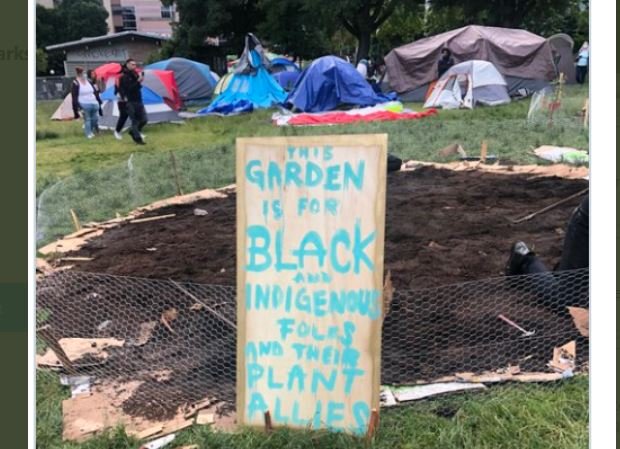 THIS
GARDEN
IS FOR
BLACK
AND
INDIGENOUS
FOLKS
AND THEIR
PLANT
ALLIES